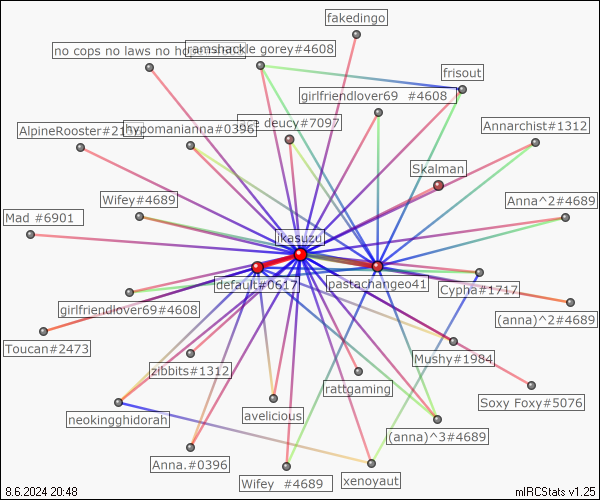 fakedingo
no cops no laws no ho
ramshackle gorey#4608
frisout
girlfriendlover69 #4608
deucy#7097
AlpineRooster#21
hypomanianna#0396
Annarchist#1312
Skalman
Wifey#4689
Anna^2#4689
Mad #6901
ikasuzu
default#0617
pastachangeo41
Cypha#1717
girlfriendlover69#4608
(anna)^2#4689
Toucan#2473
Mushy#1984
zibbits#1312
rattgaming
Soxy Foxy#5076
neokingghidorah
avelicious
(anna)^3#4689
Anna.#0396
Wifey #4689
xenoyaut
8.6.2024 20:48
mIRCStats v1.25